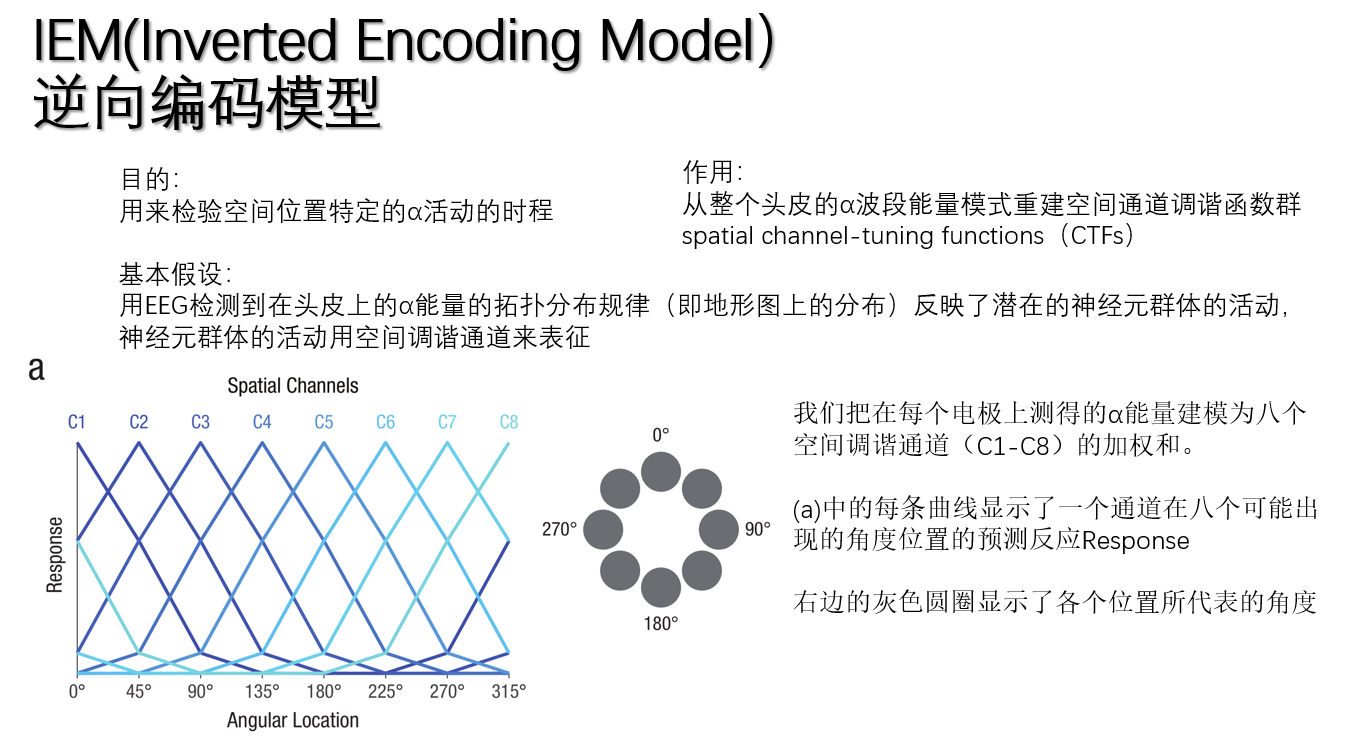 IEM(Inverted Encoding Model)
逆向编码模型
目的:
用来检验空间位置特定的α活动的时程
作用:
从整个头皮的α波段能量模式重建空间通道调谐函数群
spatial channel-tuning functions（CTFs）
基本假设:
用EEG检测到在头皮上的α能量的拓扑分布规律（即地形图上的分布）反映了潜在的神经元群体的活动,
神经元群体的活动用空间调谐通道来表征
a
Spatial Channels
C1 C2 C3 C4 C5 C6 C7 C8
Response
0° 45° 90° 135° 180° 225° 270° 315°
Angular Location
0°
270° 90°
180°
我们把在每个电极上测得的α能量建模为八个
空间调谐通道（C1-C8）的加权和。
(a)中的每条曲线显示了一个通道在八个可能出
现的角度位置的预测反应Response
右边的灰色圆圈显示了各个位置所代表的角度